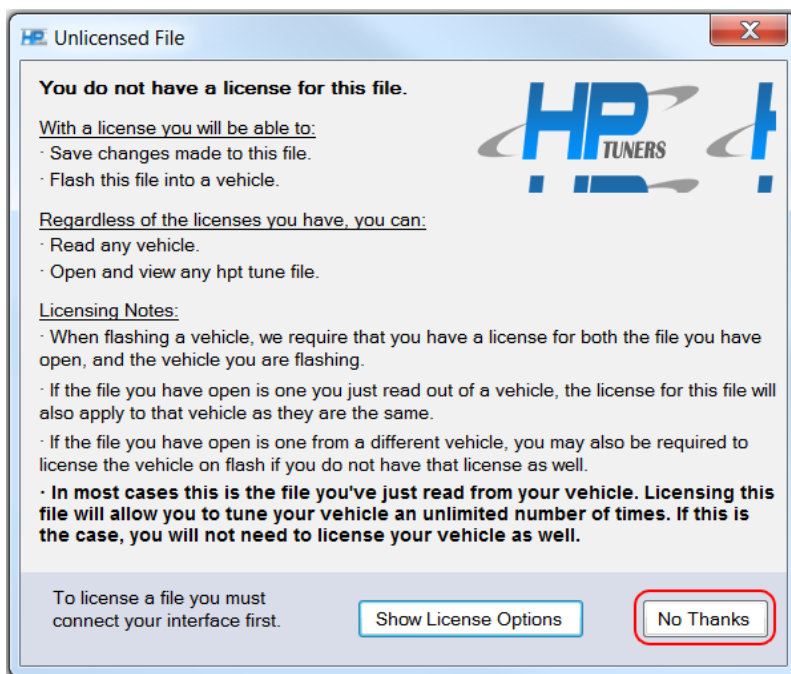 Unlicensed File
You do not have a license for this file.
With a license you will be able to:
· Save changes made to this file.
· Flash this file into a vehicle.
HP
TUNERS
Regardless of the licenses you have, you can:
· Read any vehicle.
· Open and view any hpt tune file.
Licensing Notes:
· When flashing a vehicle, we require that you have a license for both the file you have
open, and the vehicle you are flashing.
· If the file you have open is one you just read out of a vehicle, the license for this file will
also apply to that vehicle as they are the same.
· If the file you have open is one from a different vehicle, you may also be required to
license the vehicle on flash if you do not have that license as well.
· In most cases this is the file you've just read from your vehicle. Licensing this
file will allow you to tune your vehicle an unlimited number of times. If this is
the case, you will not need to license your vehicle as well.
To license a file you must
connect your interface first.
Show License Options
No Thanks